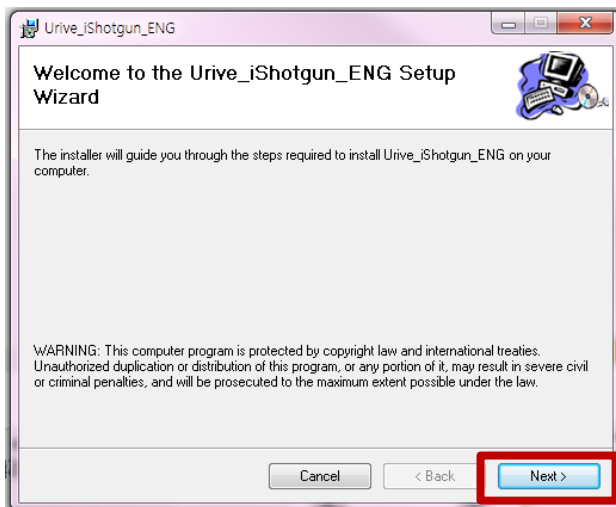 Urive_iShotgun_ENG
Welcome to the Urive_iShotgun_ENG Setup
Wizard
The installer will guide you through the steps required to install Urive_iShotgun_ENG on your
computer.
WARNING: This computer program is protected by copyright law and international treaties.
Unauthorized duplication or distribution of this program, or any portion of it, may result in severe civil
or criminal penalties, and will be prosecuted to the maximum extent possible under the law.
Cancel
< Back
Next >